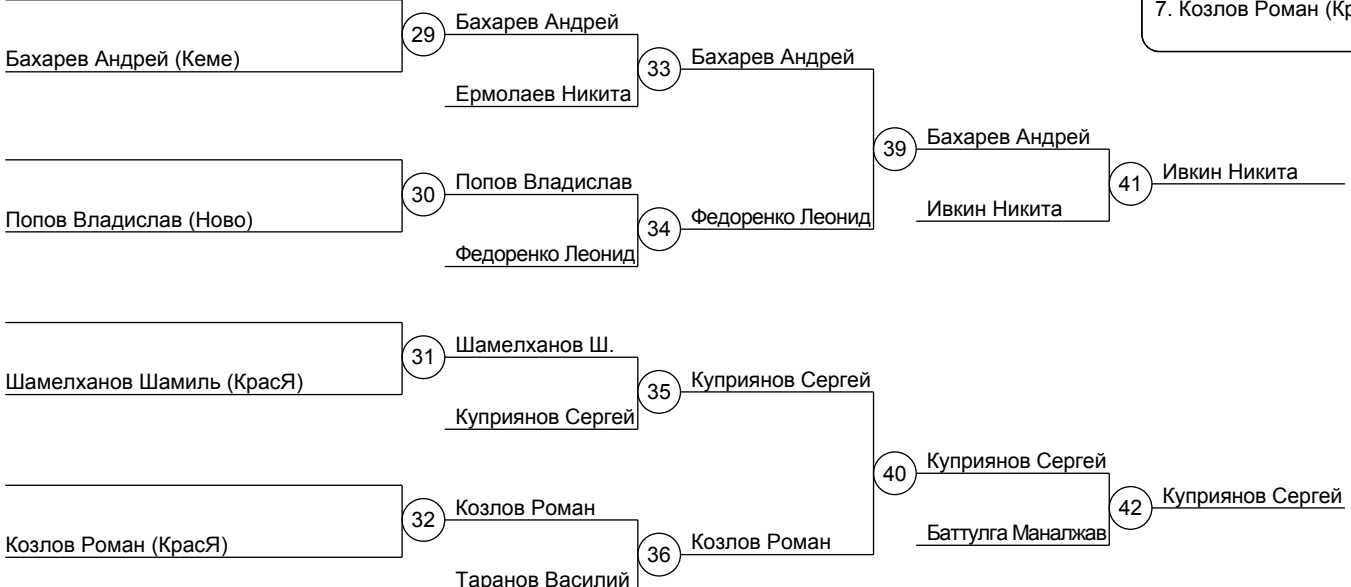 7. Козлов Роман (Кр
Бахарев Андрей (Кеме)
29
Бахарев Андрей
Ермолаев Никита
33
Бахарев Андрей
39
Бахарев Андрей
Ивкин Никита
41
Ивкин Никита
Попов Владислав (Ново)
30
Попов Владислав
Федоренко Леонид
34
Федоренко Леонид
Шамелханов Шамиль (КрасЯ)
31
Шамелханов Ш.
Куприянов Сергей
35
Куприянов Сергей
40
Куприянов Сергей
Баттулга Маналжав
42
Куприянов Сергей
Козлов Роман (КрасЯ)
32
Козлов Роман
Таранов Василий
36
Козлов Роман